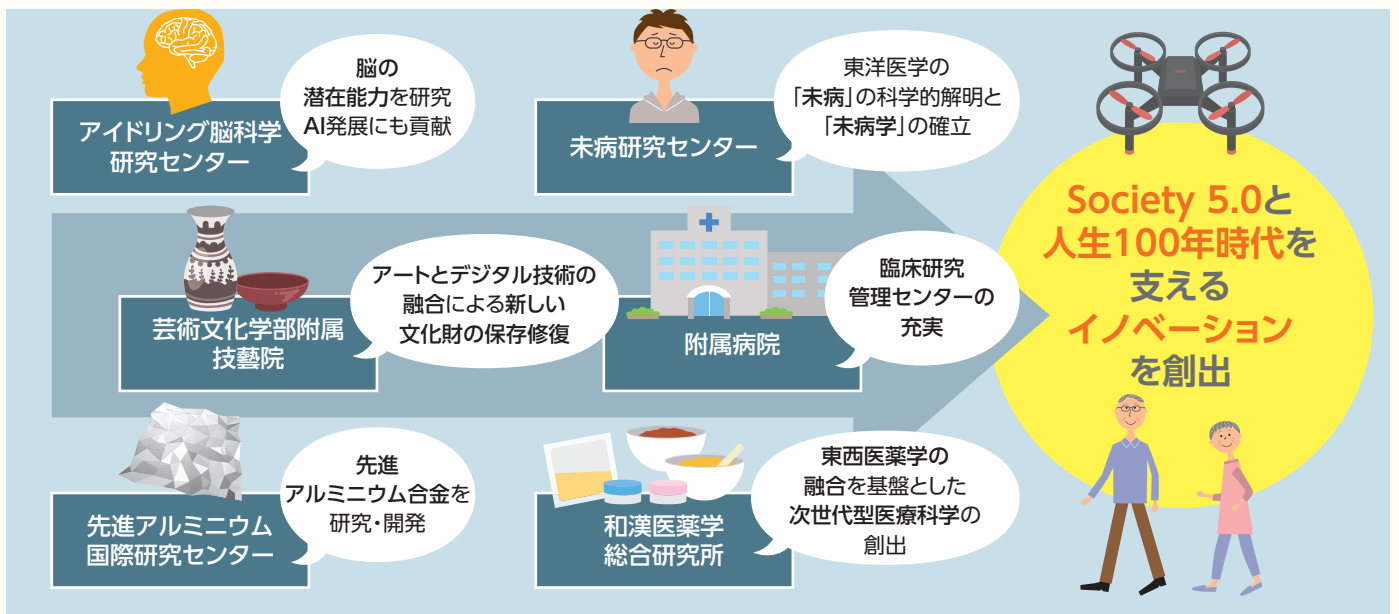 脳の
潜在能力を研究
AI発展にも貢献
アイドリング脳科学
研究センター
東洋医学の
「未病」の科学的解明と
「未病学」の確立
未病研究センター
アートとデジタル技術の
融合による新しい
文化財の保存修復
芸術文化学部附属
技藝院
臨床研究
管理センターの
充実
附属病院
先進
アルミニウム合金を
研究・開発
先進アルミニウム
国際研究センター
東西医薬学の
融合を基盤とした
次世代型医療科学の
創出
和漢医薬学
総合研究所
Society 5.0と
人生100年時代を
支える
イノベーション
を創出